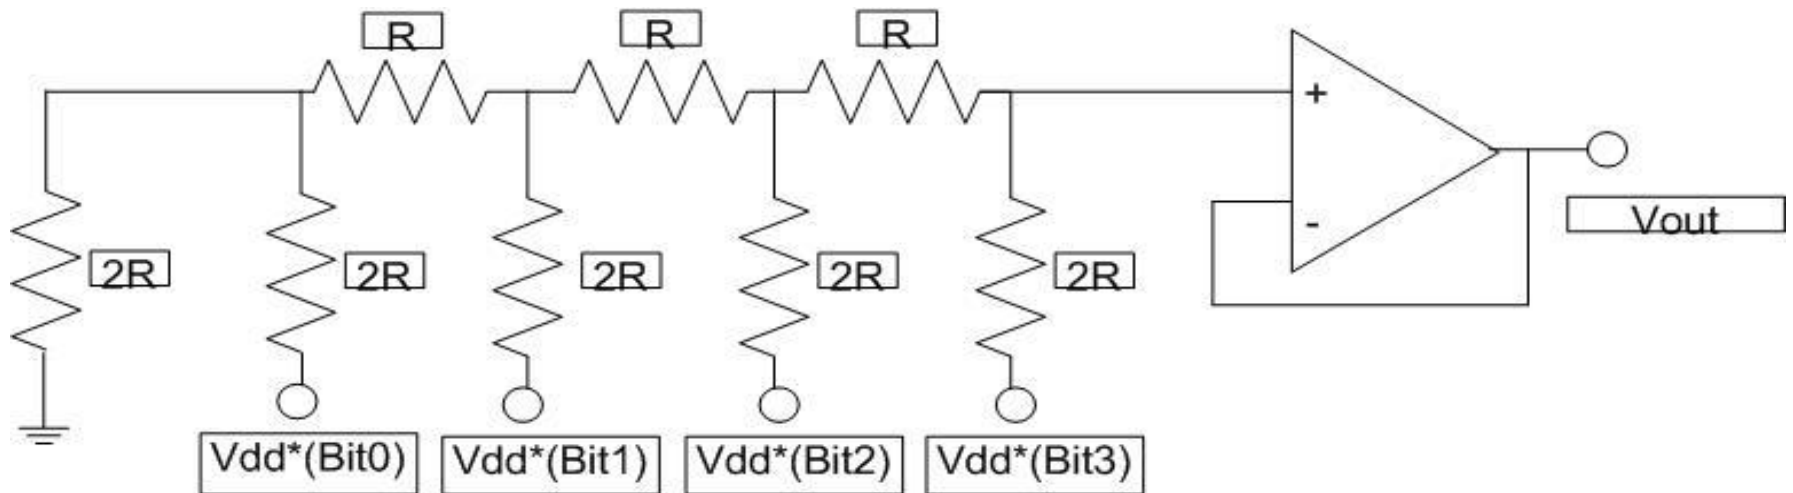 R
R
R
+
-
Vout
2R
2R
2R
2R
2R
Vdd*(Bit0)
Vdd*(Bit1)
Vdd*(Bit2)
Vdd*(Bit3)